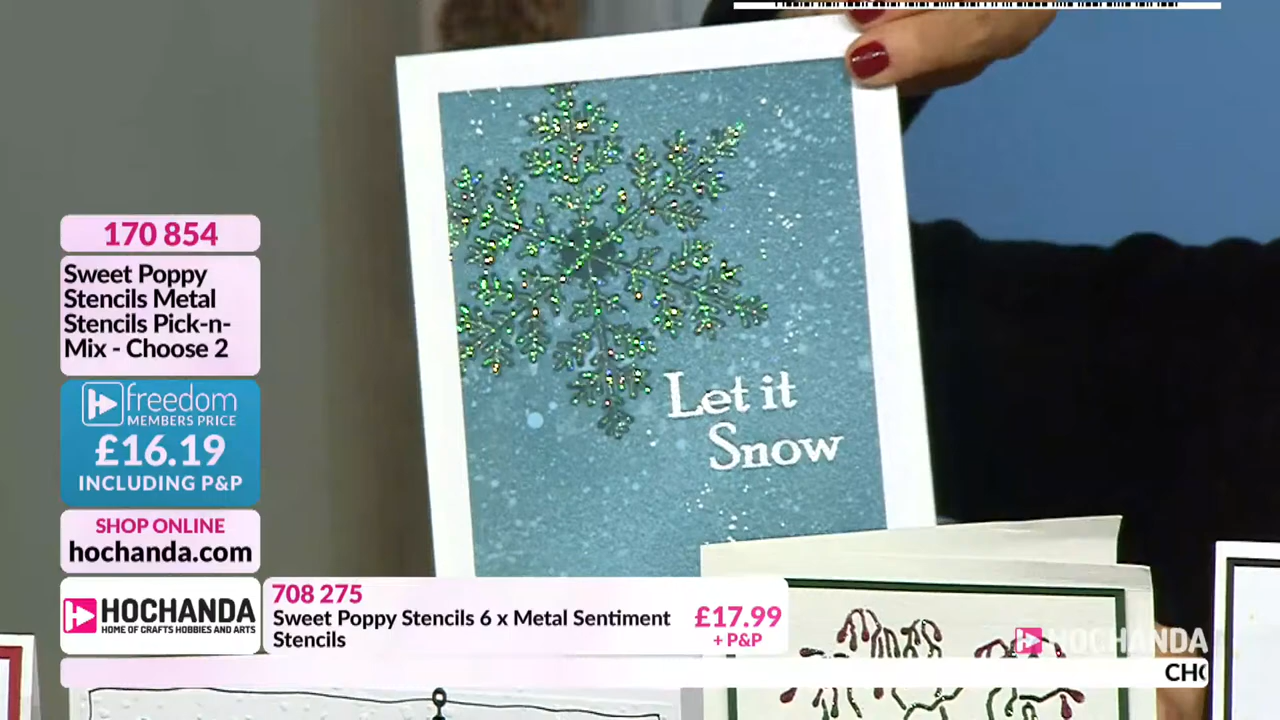 170 854
Sweet Poppy
Stencils Metal
Stencils Pick-n-
Mix - Choose 2
freedom
MEMBERS PRICE
£16.19
INCLUDING P&P
SHOP ONLINE
hochanda.com
HOCHANDA
HOME OF CRAFTS HOBBIES AND ARTS
708 275
Sweet Poppy Stencils 6 x Metal Sentiment
Stencils
£17.99
+ P&P
Let it
Snow
HOCHANDA